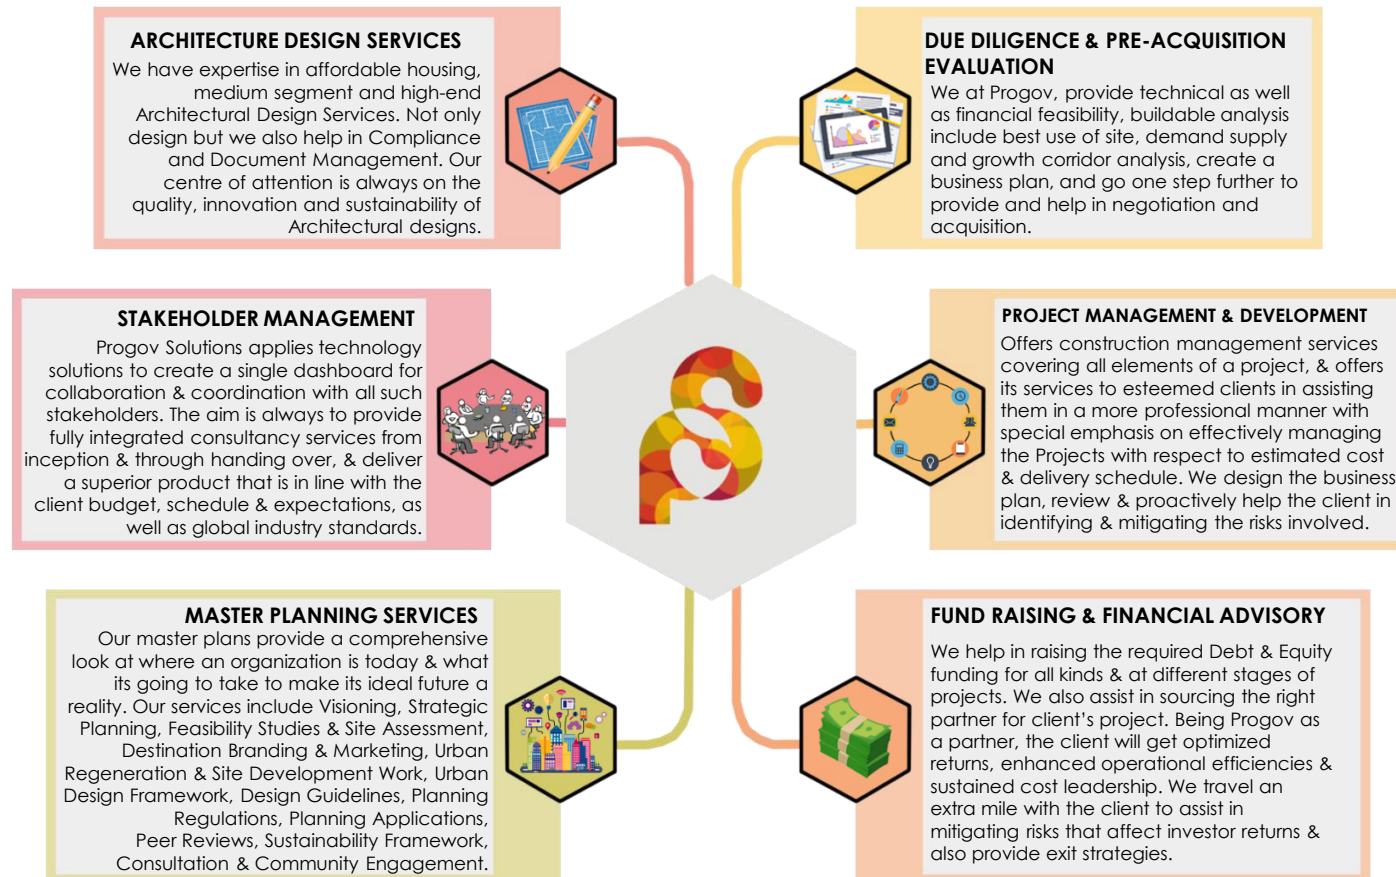 ARCHITECTURE DESIGN SERVICES
We have expertise in affordable housing,
medium segment and high-end
Architectural Design Services. Not only
design but we also help in Compliance
and Document Management. Our
centre of attention is always on the
quality, innovation and sustainability of
Architectural designs.
DUE DILIGENCE & PRE-ACQUISITION
EVALUATION
We at Progov, provide technical as well
as financial feasibility, buildable analysis
include best use of site, demand supply
and growth corridor analysis, create a
business plan, and go one step further to
provide and help in negotiation and
acquisition.
STAKEHOLDER MANAGEMENT
Progov Solutions applies technology
solutions to create a single dashboard for
collaboration & coordination with all such
stakeholders. The aim is always to provide
fully integrated consultancy services from
inception & through handing over, & deliver
a superior product that is in line with the
client budget, schedule & expectations, as
well as global industry standards.
PROJECT MANAGEMENT & DEVELOPMENT
Offers construction management services
covering all elements of a project, & offers
its services to esteemed clients in assisting
them in a more professional manner with
special emphasis on effectively managing
the Projects with respect to estimated cost
& delivery schedule. We design the business
plan, review & proactively help the client in
identifying & mitigating the risks involved.
MASTER PLANNING SERVICES
Our master plans provide a comprehensive
look at where an organization is today & what
its going to take to make its ideal future a
reality. Our services include Visioning, Strategic
Planning, Feasibility Studies & Site Assessment,
Destination Branding & Marketing, Urban
Regeneration & Site Development Work, Urban
Design Framework, Design Guidelines, Planning
Regulations, Planning Applications,
Peer Reviews, Sustainability Framework,
Consultation & Community Engagement.
FUND RAISING & FINANCIAL ADVISORY
We help in raising the required Debt & Equity
funding for all kinds & at different stages of
projects. We also assist in sourcing the right
partner for client's project. Being Progov as
a partner, the client will get optimized
returns, enhanced operational efficiencies &
sustained cost leadership. We travel an
extra mile with the client to assist in
mitigating risks that affect investor returns &
also provide exit strategies.